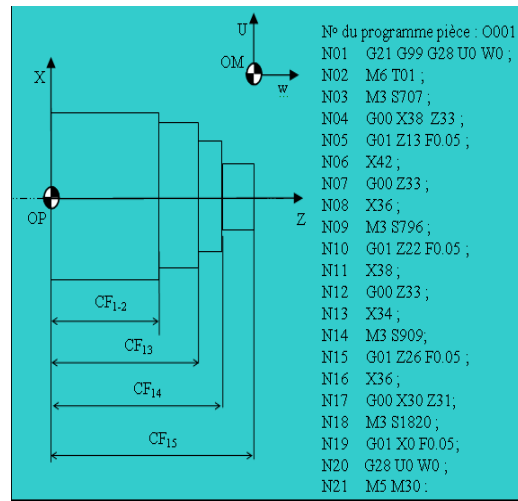 U
OM
w
X
OP
Z
CF1-2
CF13
CF14
CF15
Nº du programme pièce : O001
N01 G21 G99 G28 U0 W0 ;
N02 M6 T01 ;
N03 M3 S707 ;
N04 G00 X38 Z33 ;
N05 G01 Z13 F0.05 ;
N06 X42 ;
N07 G00 Z33 ;
N08 X36 ;
N09 M3 S796 ;
N10 G01 Z22 F0.05 ;
N11 X38 ;
N12 G00 Z33 ;
N13 X34 ;
N14 M3 S909;
N15 G01 Z26 F0.05 ;
N16 X36 ;
N17 G00 X30 Z31;
N18 M3 S1820 ;
N19 G01 X0 F0.05;
N20 G28 U0 W0 ;
N21 M5 M30 :